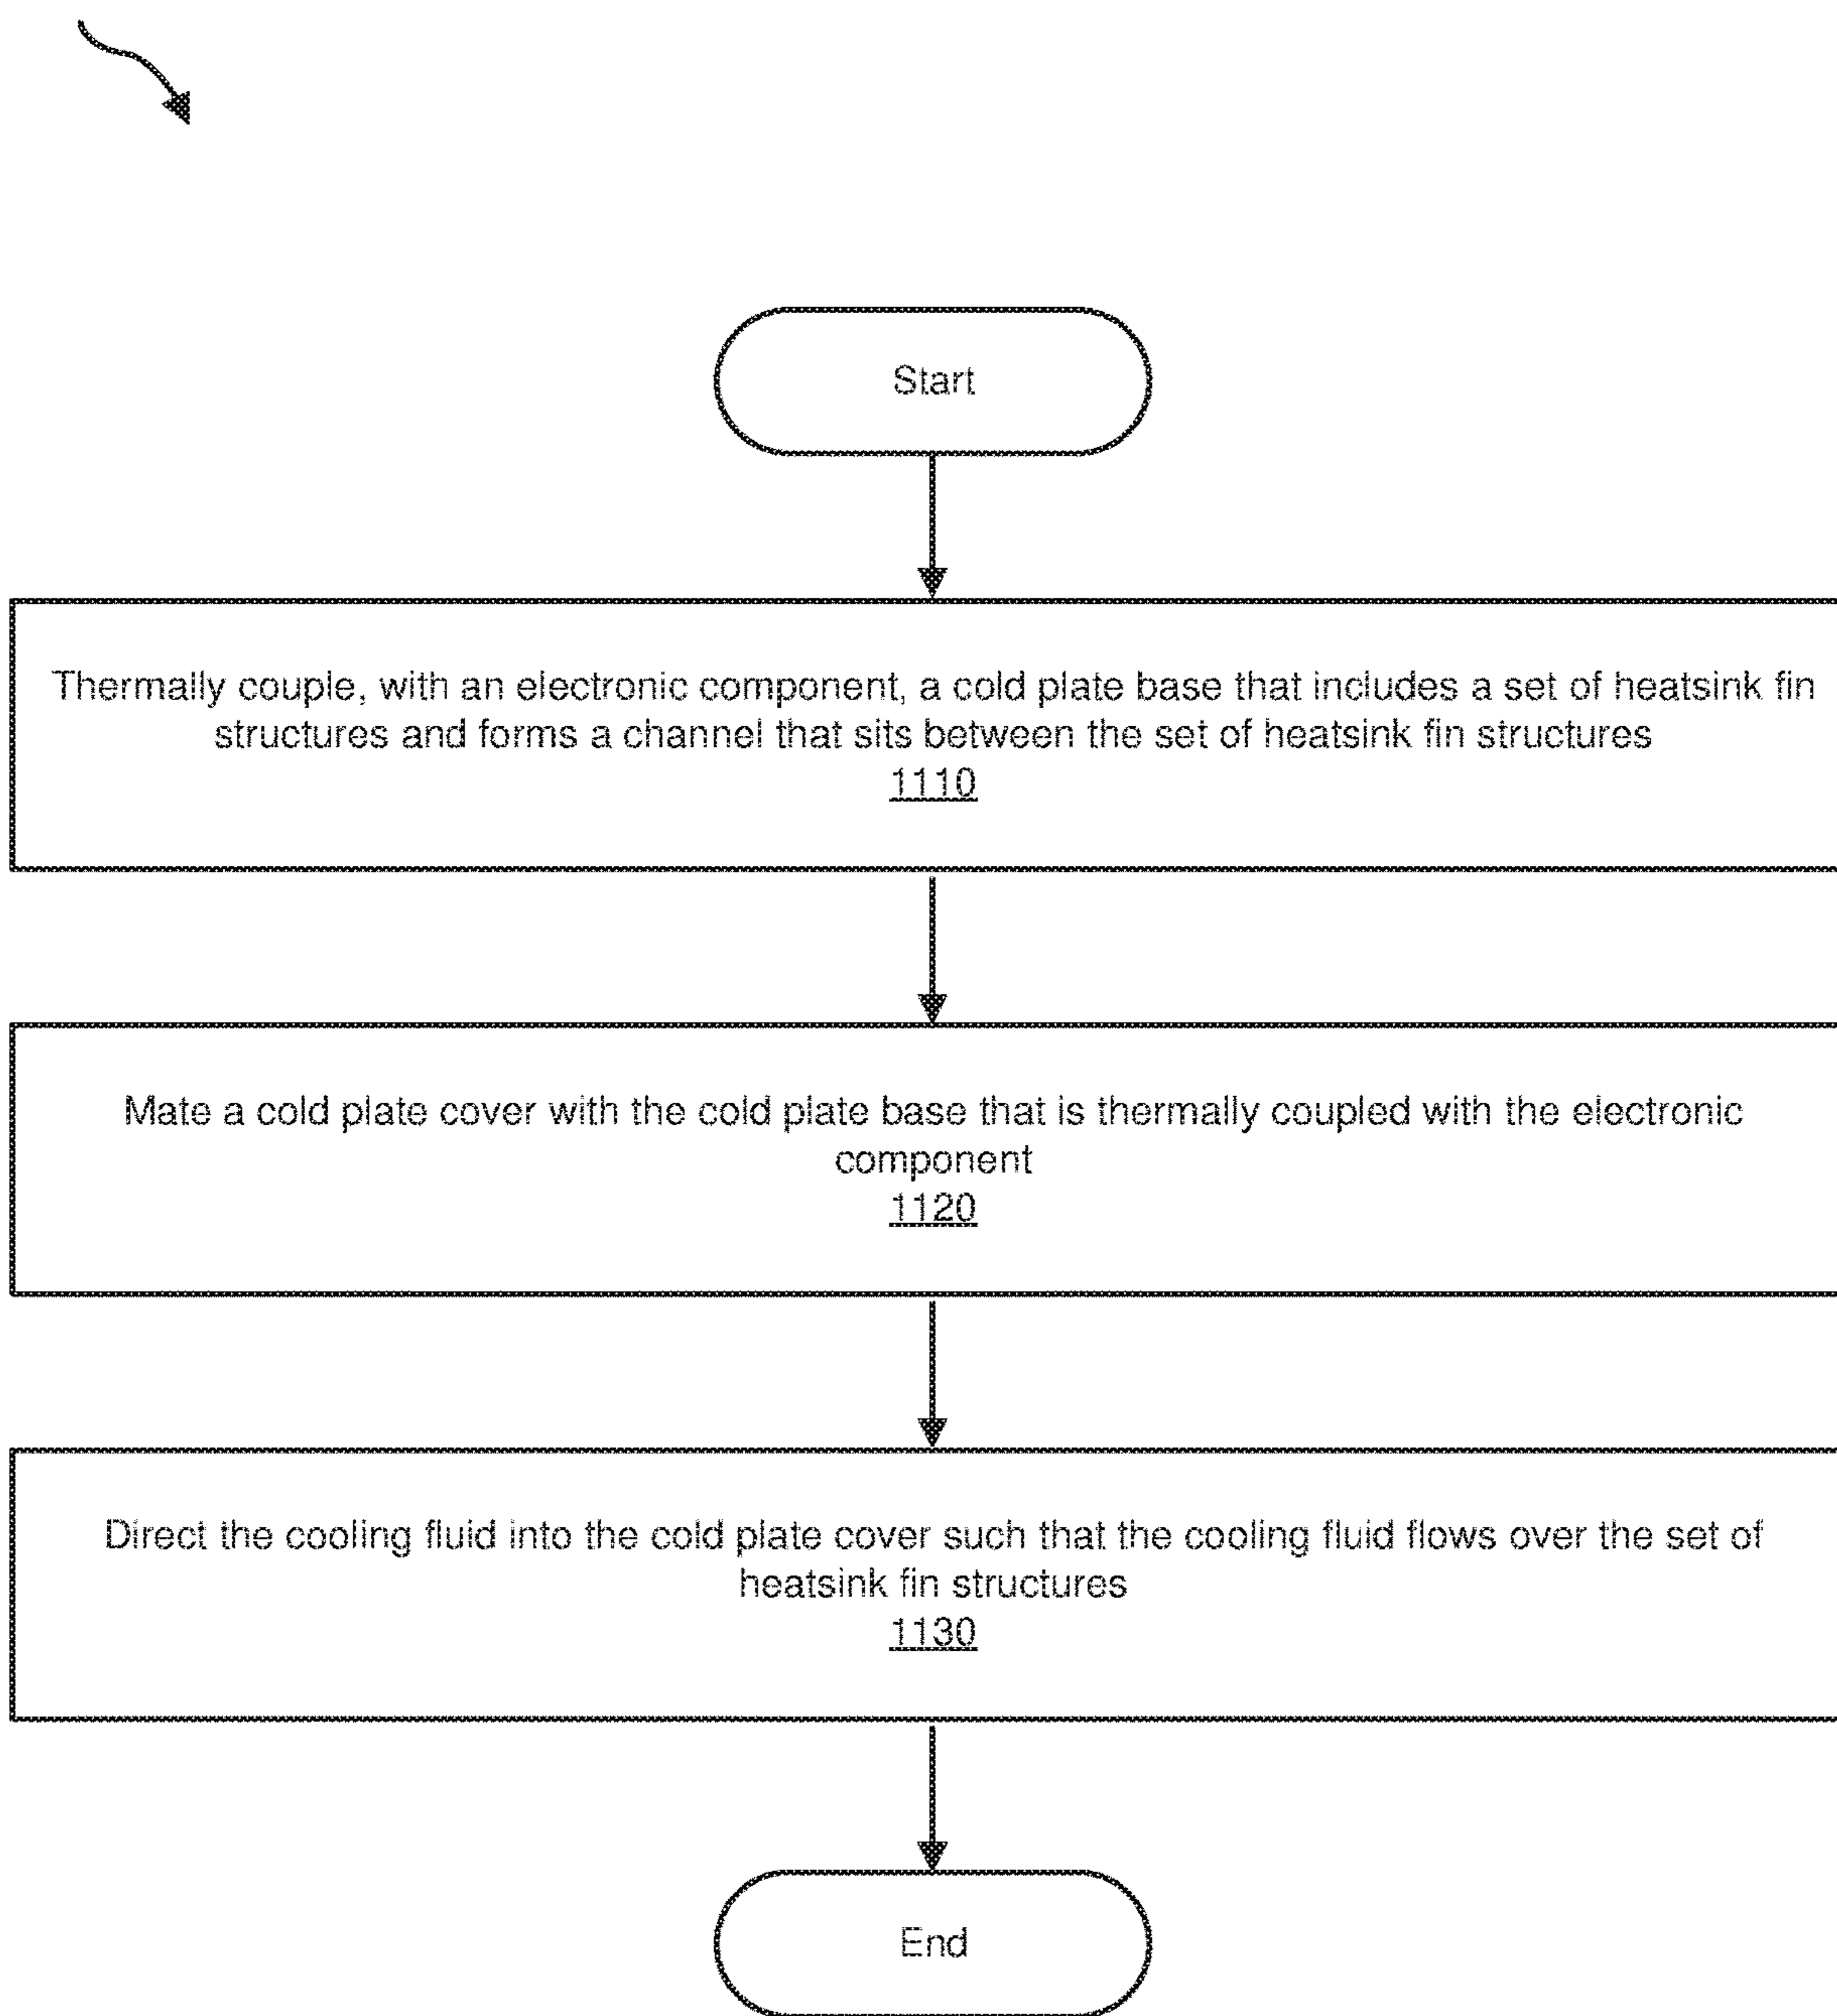 Start
Thermally couple, with an electronic component, a cold plate base that includes a set of heatsink fin
structures and forms a channel that sits between the set of heatsink fin structures
1110
Mate a cold plate cover with the cold plate base that is thermally coupled with the electronic
component
1120
Direct the cooling fluid into the cold plate cover such that the cooling fluid flows over the set of
heatsink fin structures
1130
End